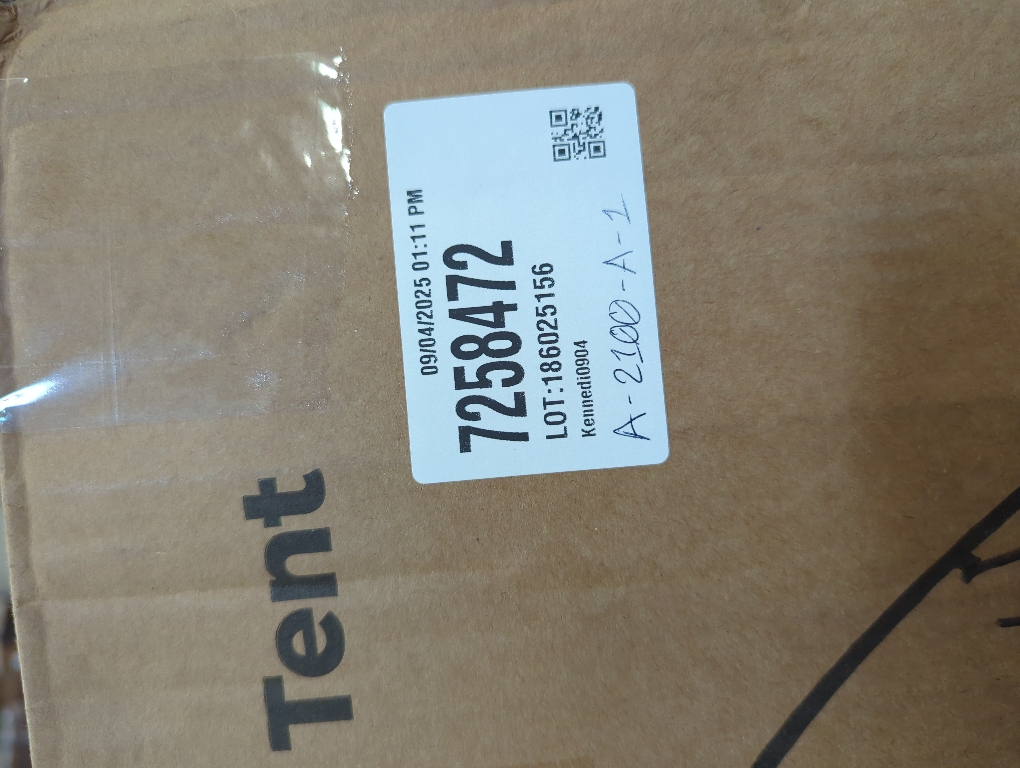 09/04/2025 01:11 PM
7258472
LOT:186025156
Kennedi0904
A-2100-A-1
Tent